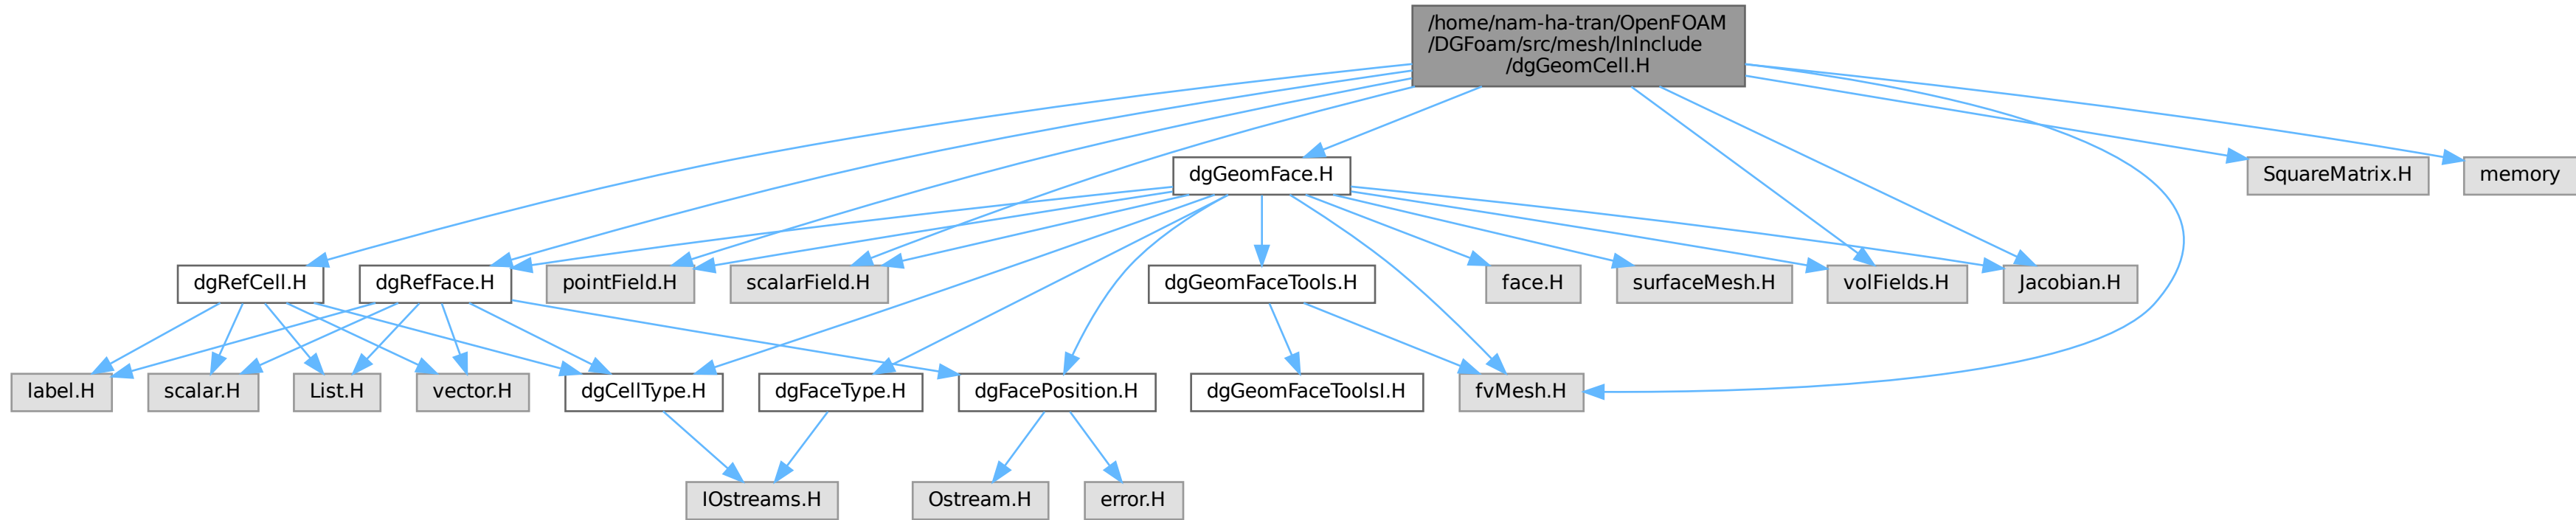 /home/nam-ha-tran/OpenFOAM
/DGFoam/src/mesh/lnInclude
/dgGeomCell.H
dgGeomFace.H
SquareMatrix.H
memory
dgRefCell.H
dgRefFace.H
pointField.H
scalarField.H
dgGeomFaceTools.H
face.H
surfaceMesh.H
volFields.H
Jacobian.H
label.H
scalar.H
List.H
vector.H
dgCellType.H
dgFaceType.H
dgFacePosition.H
dgGeomFaceToolsI.H
fvMesh.H
IOstreams.H
Ostream.H
error.H